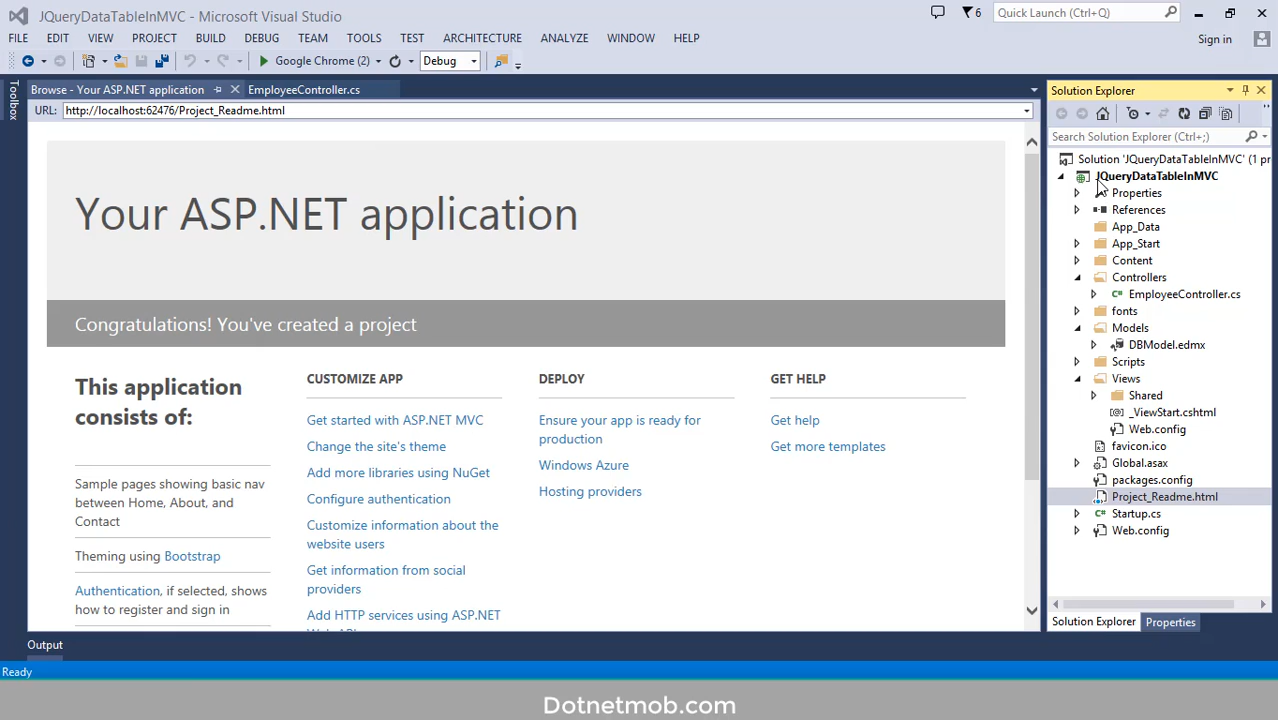 JQueryDataTableInMVC - Microsoft Visual Studio
6
Quick Launch (Ctrl+Q)
FILE EDIT VIEW PROJECT BUILD DEBUG TEAM TOOLS TEST ARCHITECTURE ANALYZE WINDOW HELP
Sign in
Google Chrome (2)
Debug
Toolbox
Browse - Your ASP.NET application
EmployeeController.cs
URL: http://localhost:62476/Project_Readme.html
Your ASP.NET application
Congratulations! You've created a project
This application
consists of:
Sample pages showing basic nav
between Home, About, and
Contact
Theming using Bootstrap
Authentication, if selected, shows
how to register and sign in
CUSTOMIZE APP
Get started with ASP.NET MVC
Change the site's theme
Add more libraries using NuGet
Configure authentication
Customize information about the
website users
Get information from social
providers
Add HTTP services using ASP.NET
DEPLOY
Ensure your app is ready for
production
Windows Azure
Hosting providers
GET HELP
Get help
Get more templates
Solution Explorer
Search Solution Explorer (Ctrl+;)
Solution 'JQueryDataTableInMVC' (1 pr
JQueryDataTableInMVC
Properties
References
App_Data
App_Start
Content
Controllers
C# EmployeeController.cs
fonts
Models
DBModel.edmx
Scripts
Views
Shared
[@] _ViewStart.cshtml
Web.config
favicon.ico
Global.asax
packages.config
Project_Readme.html
Startup.cs
Web.config
Solution Explorer Properties
Output
Ready
Dotnetmob.com